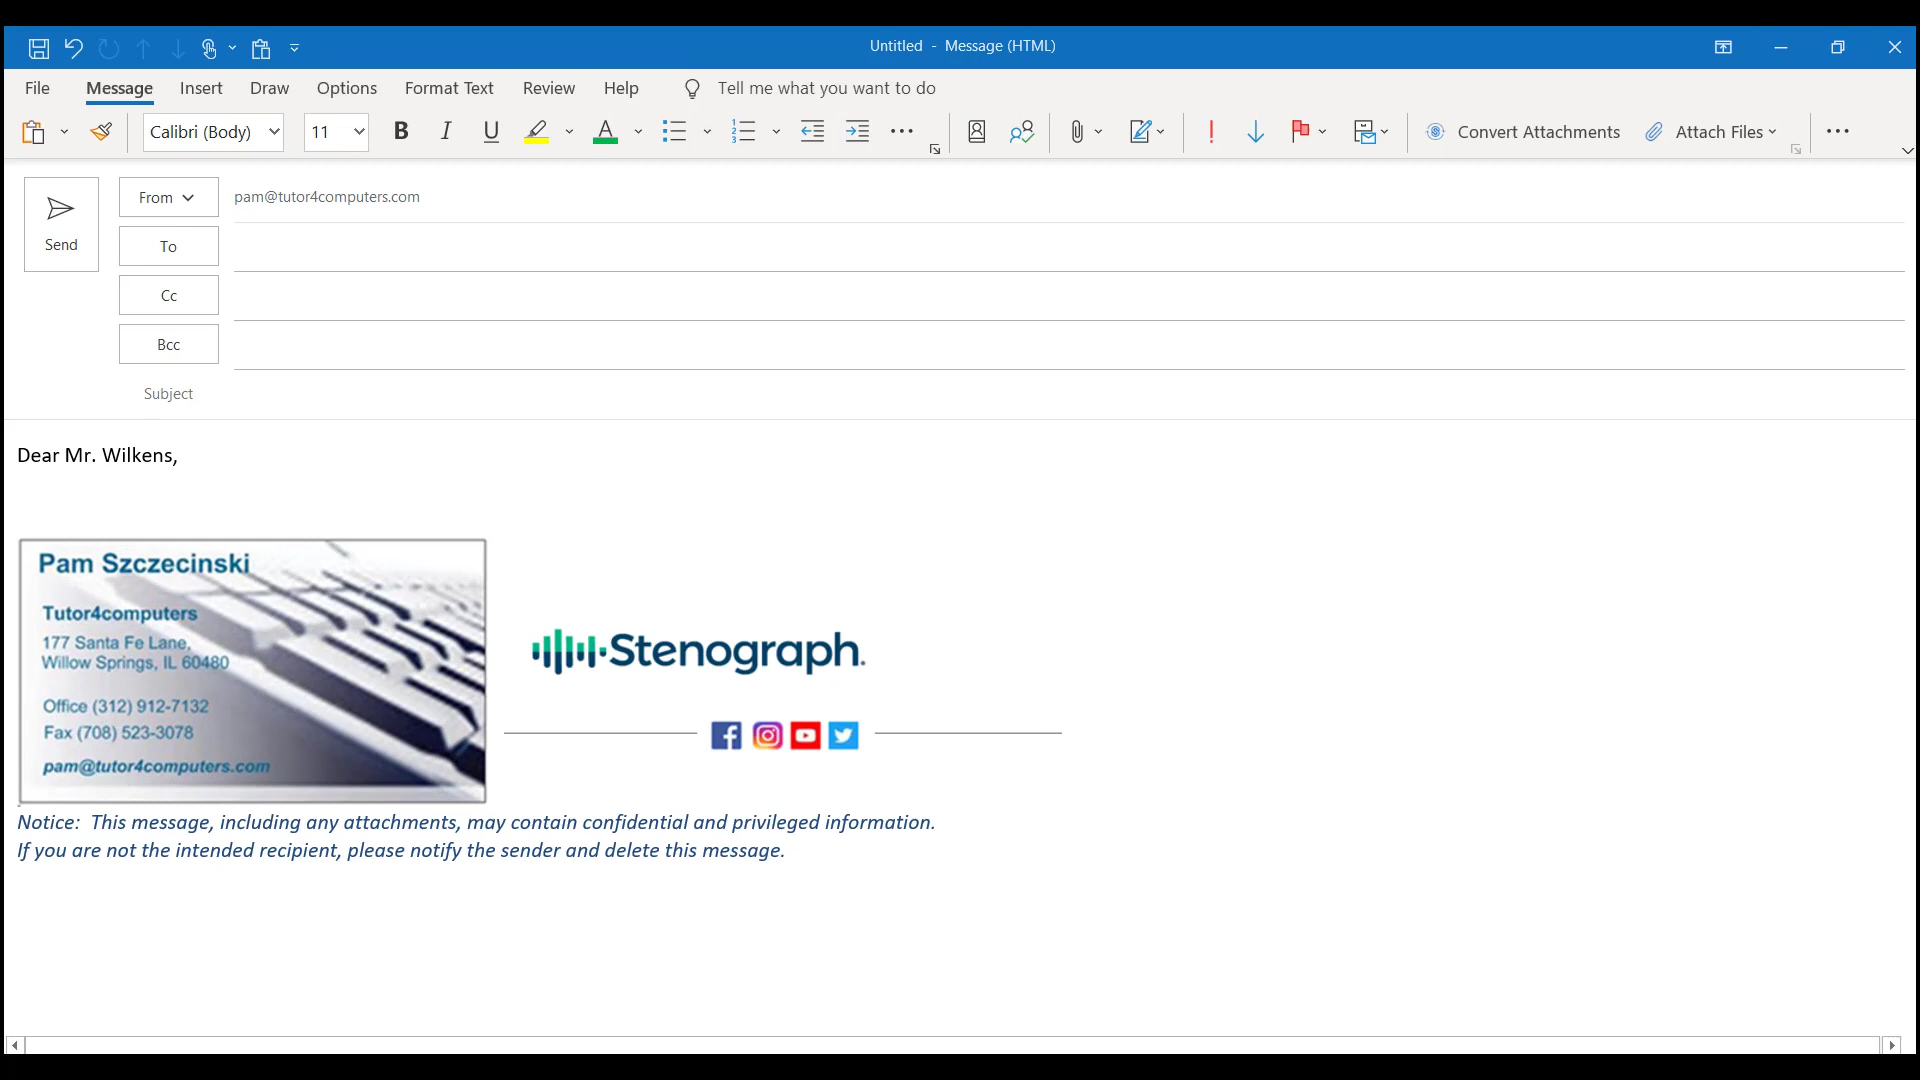 Untitled - Message (HTML)
File Message Insert Draw Options Format Text Review Help Tell me what you want to do
Calibri (Body) 11 B I U A Convert Attachments Attach Files
Send
From pam@tutor4computers.com
To
Cc
Bcc
Subject
Dear Mr. Wilkens,
Pam Szczecinski
Tutor4computers
177 Santa Fe Lane,
Willow Springs, IL 60480
Office (312) 912-7132
Fax (708) 523-3078
pam@tutor4computers.com
Stenograph.
Notice: This message, including any attachments, may contain confidential and privileged information.
If you are not the intended recipient, please notify the sender and delete this message.